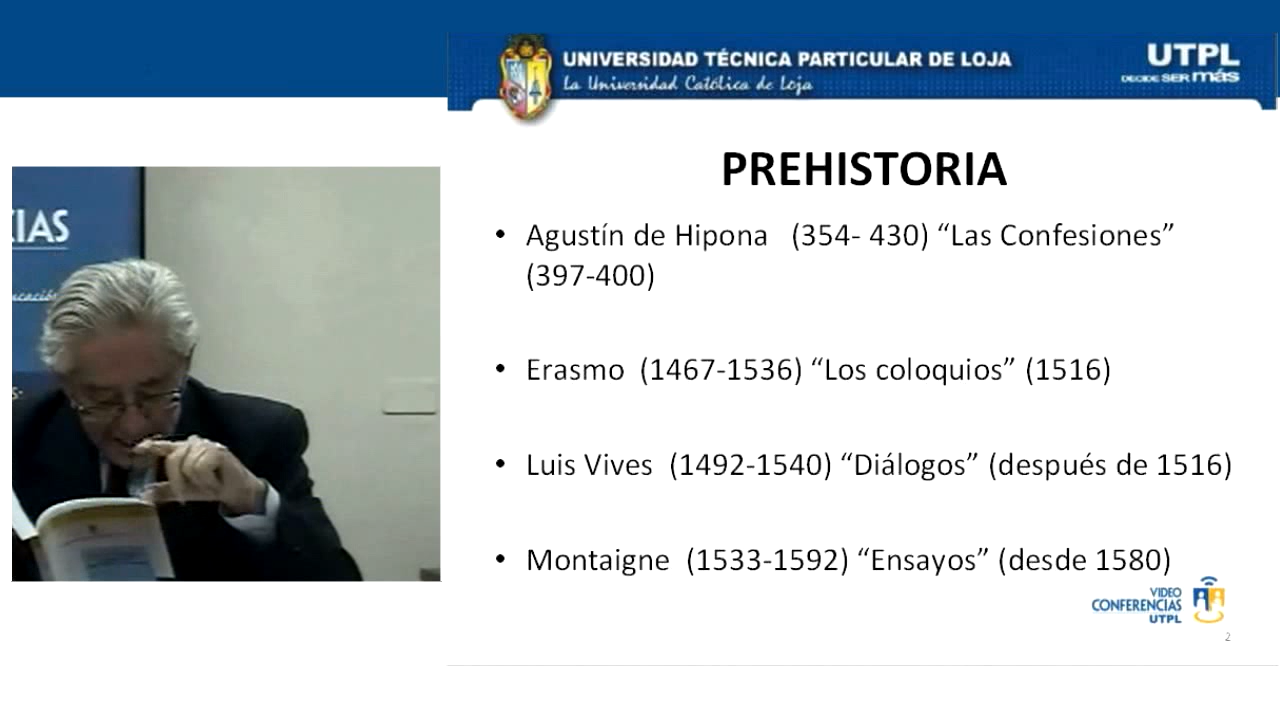 UNIVERSIDAD TÉCNICA PARTICULAR DE LOJA
La Universidad Católica de Loja
UTPL
DECIDE SER más
PREHISTORIA
• Agustín de Hipona (354- 430) “Las Confesiones”
(397-400)
• Erasmo (1467-1536) “Los coloquios” (1516)
• Luis Vives (1492-1540) “Diálogos” (después de 1516)
• Montaigne (1533-1592) “Ensayos” (desde 1580)
VIDEO
CONFERENCIAS
UTPL
2
CIAS
ucación